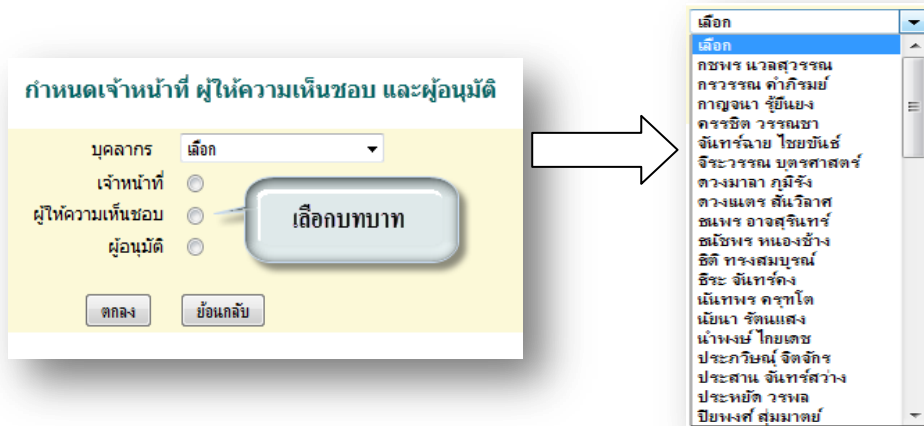 กำหนดเจ้าหน้าที่ ผู้ให้ความเห็นชอบ และผู้อนุมัติ
บุคลากร เลือก
เจ้าหน้าที่
ผู้ให้ความเห็นชอบ
ผู้อนุมัติ
เลือกบทบาท
ตกลง ย้อนกลับ
เลือก
เลือก
กชพร นวลสุวรรณ
กรวรรณ คำภิรมย์
กาญจนา รู้ยืนยง
ครรชิต วรรณชา
จันทร์ฉาย ไชยขันธ์
จิระวรรณ บุตรศาสตร์
ดวงมาลา ภูมิรัง
ดวงเนตร สันวิลาศ
ธนพร อาจสุรินทร์
ธนัชพร หนองช้าง
ธิติ ทรงสมบูรณ์
ธีระ จันทร์คง
นันทพร ครุฑโต
นัยนา รัตนแสง
นำพงษ์ ไกยเดช
ประภวิษณุ์ จิตจักร
ประสาน จันทร์สว่าง
ประหยัด วรพล
ปิยพงศ์ สุ่มมาตย์